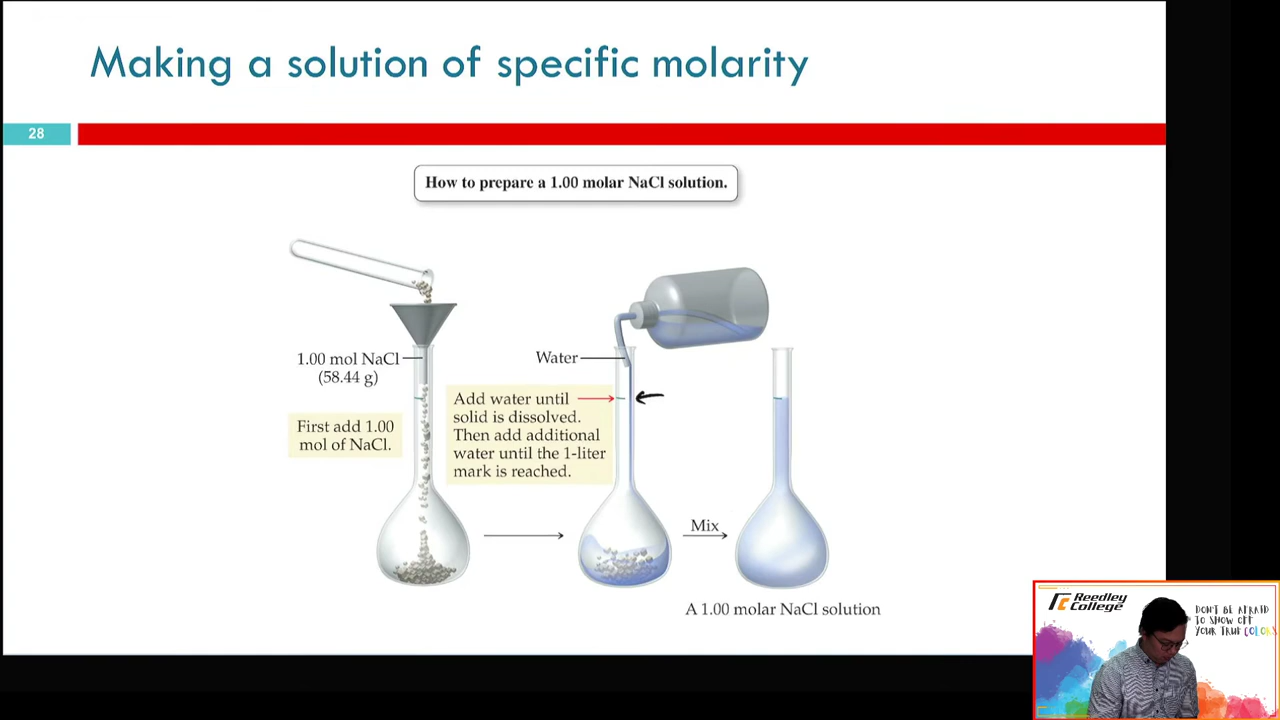 Making a solution of specific molarity
28
How to prepare a 1.00 molar NaCl solution.
1.00 mol NaCl
(58.44 g)
First add 1.00
mol of NaCl.
Water
Add water until
solid is dissolved.
Then add additional
water until the 1-liter
mark is reached.
Mix
A 1.00 molar NaCl solution
Reedley
College
DON'T BE AFRAID
TO SHOW OFF
YOUR TRUE COLORS